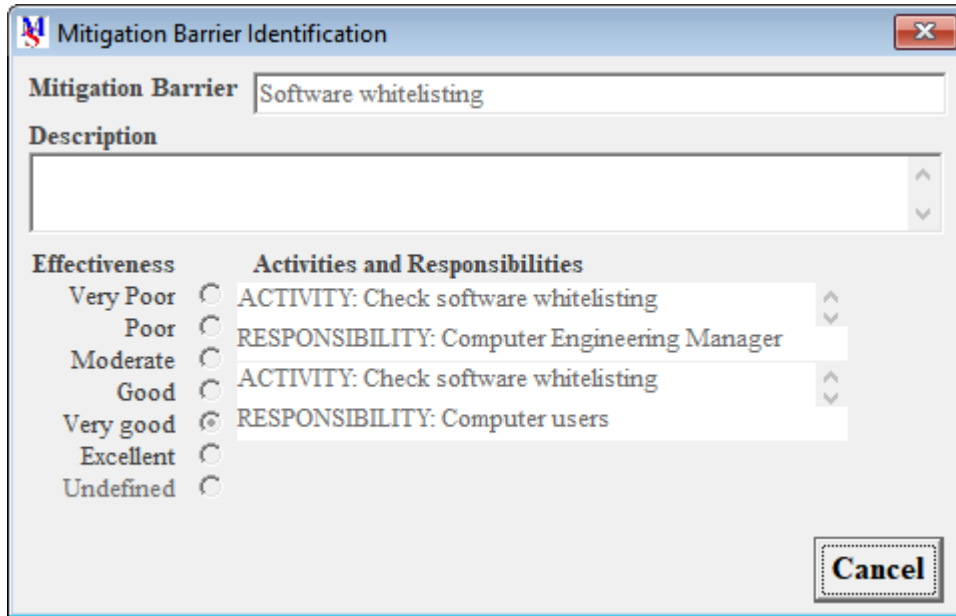 Mitigation Barrier Identification
Mitigation Barrier Software whitelisting
Description
Effectiveness Activities and Responsibilities
Very Poor ACTIVITY: Check software whitelisting
Poor RESPONSIBILITY: Computer Engineering Manager
Moderate
Good ACTIVITY: Check software whitelisting
Very good RESPONSIBILITY: Computer users
Excellent
Undefined
Cancel